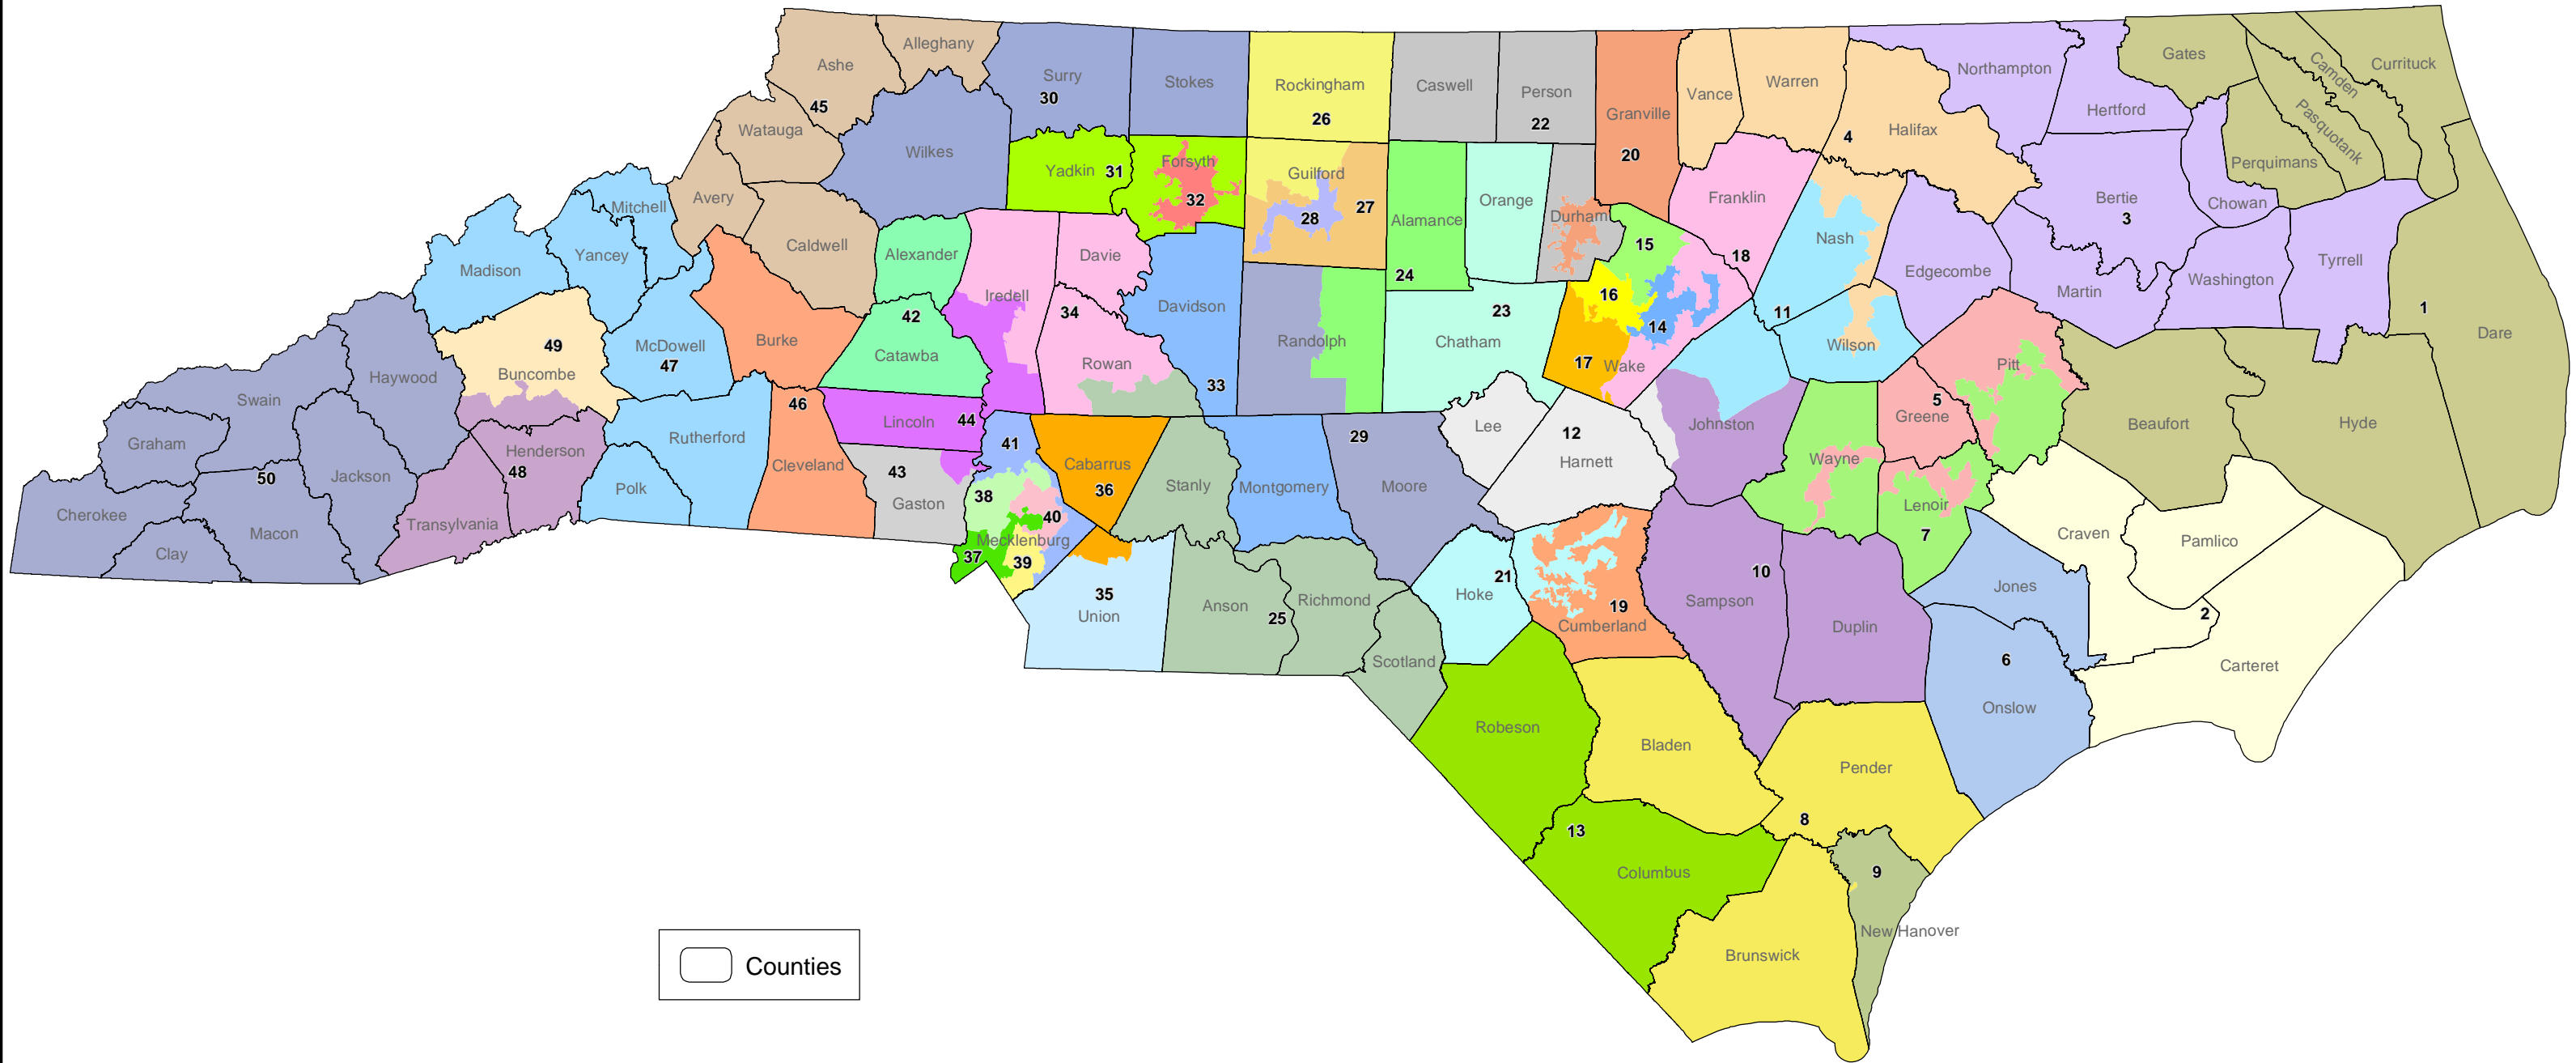 Ashe
45
Alleghany
Surry
30
Stokes
Rockingham
26
Caswell
Person
22
Granville
20
Vance
Warren
4
Halifax
Northampton
Hertford
Gates
Camden
Currituck
Pasquotank
Perquimans
Watauga
Wilkes
Yadkin
31
Forsyth
32
Guilford
28
27
Alamance
24
Orange
Durham
15
Franklin
18
Nash
Edgecombe
Bertie
3
Chowan
Mitchell
Avery
Caldwell
Alexander
Iredell
Davie
Davidson
33
Madison
Yancey
Burke
42
Catawba
34
Rowan
Randolph
Chatham
23
16
14
17
Wake
11
Wilson
Martin
Washington
Tyrrell
1
Dare
49
Buncombe
McDowell
47
Haywood
Swain
Graham
Cherokee
50
Macon
Clay
Jackson
Transylvania
Henderson
48
Rutherford
Polk
46
Cleveland
Lincoln
44
43
Gaston
41
38
40
Mecklenburg
37
39
Cabarrus
36
Stanly
Montgomery
29
Moore
Lee
12
Harnett
Johnston
Wayne
5
Greene
Pitt
Beaufort
Hyde
Lenoir
7
Craven
Pamlico
35
Union
Anson
25
Richmond
Scotland
Hoke
21
19
Cumberland
Sampson
10
Duplin
Jones
6
Onslow
2
Carteret
Robeson
Bladen
Pender
8
13
Columbus
9
New Hanover
Brunswick
Counties